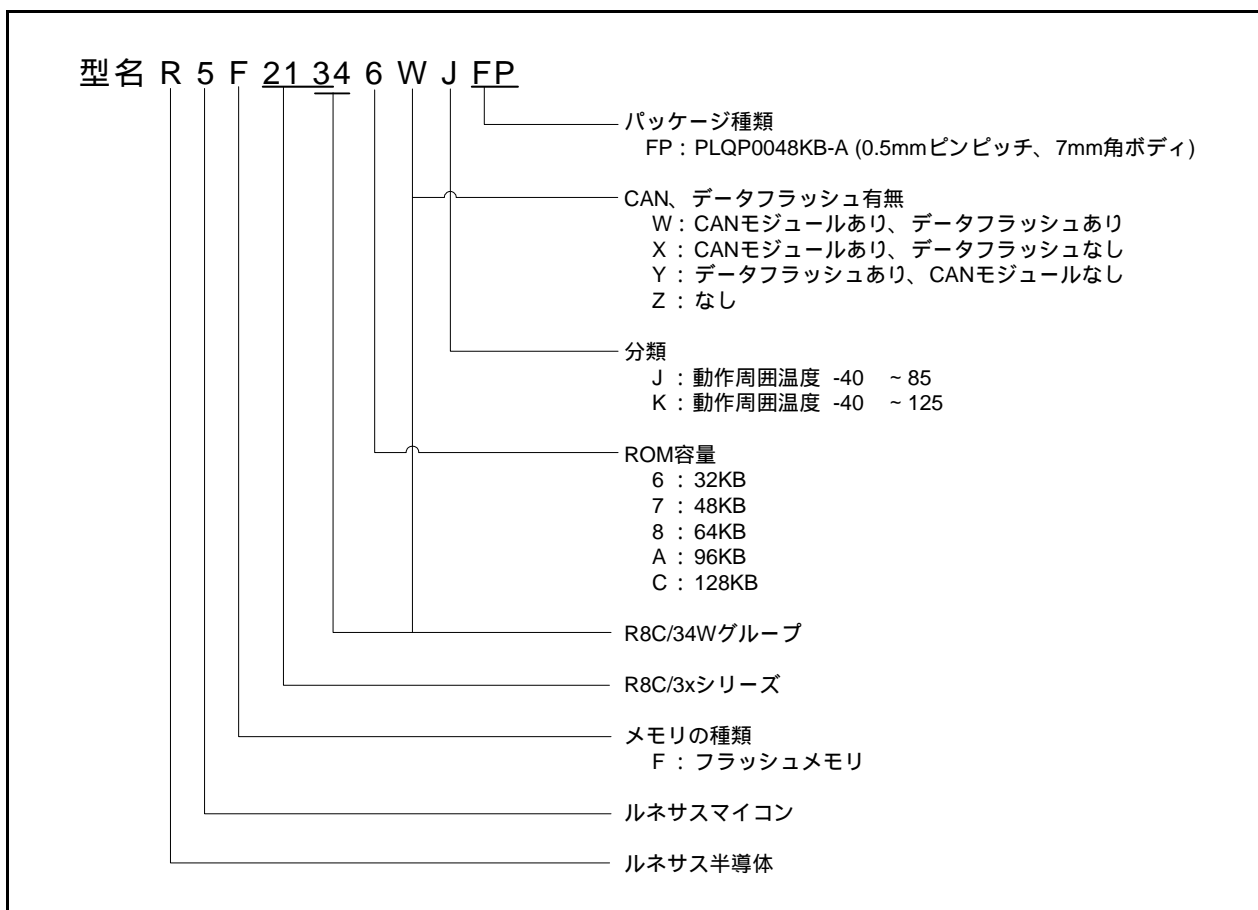 型名 R 5 F 21 34 6 W J FP
パッケージ種類
FP : PLQP0048KB-A (0.5mmピンピッチ、7mm角ボディ)
CAN、データフラッシュ有無
W : CANモジュールあり、データフラッシュあり
X : CANモジュールあり、データフラッシュなし
Y : データフラッシュあり、CANモジュールなし
Z : なし
分類
J : 動作周囲温度 -40 ~ 85
K : 動作周囲温度 -40 ~ 125
ROM容量
6 : 32KB
7 : 48KB
8 : 64KB
A : 96KB
C : 128KB
R8C/34Wグループ
R8C/3xシリーズ
メモリの種類
F : フラッシュメモリ
ルネサスマイコン
ルネサス半導体